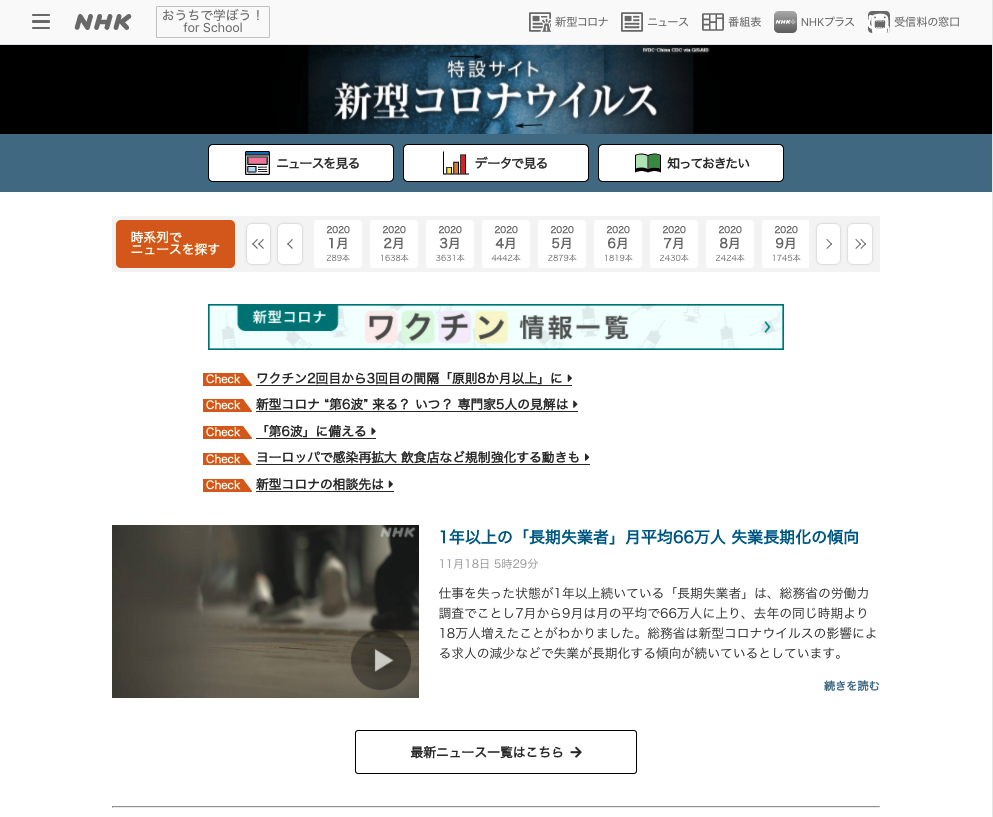 NHK
おうちで学ぼう！
for School
新型コロナ
ニュース
番組表
NHKプラス
受信料の窓口
IVDC-China CDC via GISAID
特設サイト
新型コロナウイルス
ニュースを見る
データで見る
知っておきたい
時系列で
ニュースを探す
2020
1月
289本
2020
2月
1638本
2020
3月
3631本
2020
4月
4442本
2020
5月
2879本
2020
6月
1819本
2020
7月
2430本
2020
8月
2424本
2020
9月
1745本
新型コロナ ワクチン 情報一覧
Check ワクチン2回目から3回目の間隔「原則8か月以上」に
Check 新型コロナ “第6波” 来る？ いつ？ 専門家5人の見解は
Check 「第6波」に備える
Check ヨーロッパで感染再拡大 飲食店など規制強化する動きも
Check 新型コロナの相談先は
NHK
1年以上の「長期失業者」月平均66万人 失業長期化の傾向
11月18日 5時29分
仕事を失った状態が1年以上続いている「長期失業者」は、総務省の労働力
調査でことし7月から9月は月の平均で66万人に上り、去年の同じ時期より
18万人増えたことがわかりました。総務省は新型コロナウイルスの影響によ
る求人の減少などで失業が長期化する傾向が続いているとしています。
続きを読む
最新ニュース一覧はこちら →